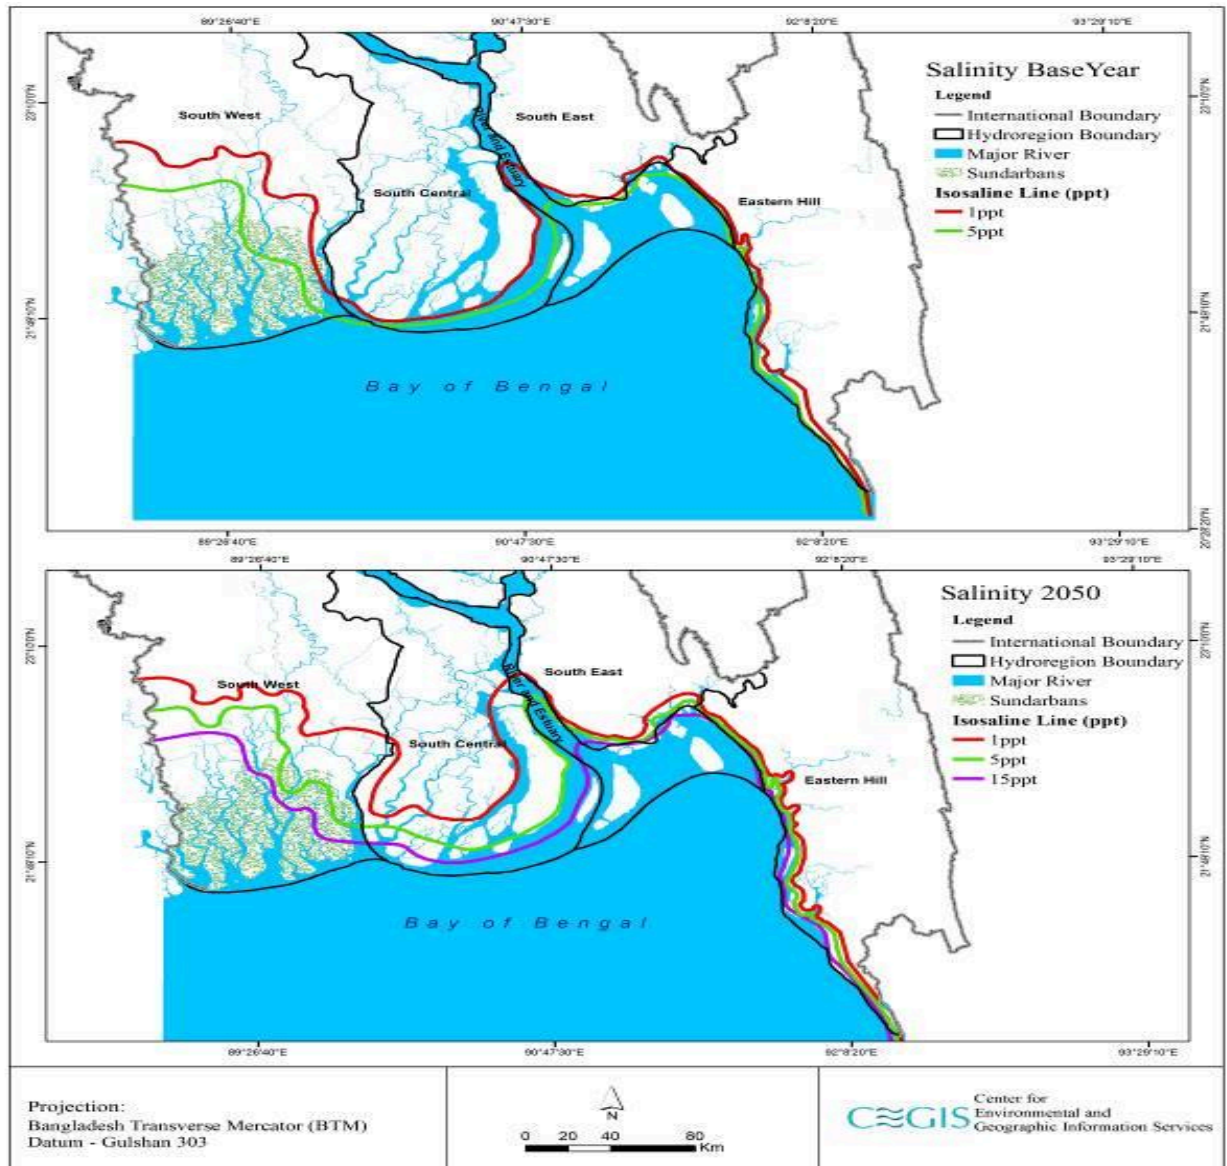 89°26'40"E 90°47'30"E 92°8'20"E 93°29'10"E
Salinity BaseYear
Legend
International Boundary
Hydroregion Boundary
Major River
Sundarbans
Isosaline Line (ppt)
1ppt
5ppt
South West
South East
River and Estuary
South Central
Eastern Hill
Bay of Bengal
89°26'40"E 90°47'30"E 92°8'20"E 93°29'10"E
89°26'40"E 90°47'30"E 92°8'20"E 93°29'10"E
Salinity 2050
Legend
International Boundary
Hydroregion Boundary
Major River
Sundarbans
Isosaline Line (ppt)
1ppt
5ppt
15ppt
South West
South East
River and Estuary
South Central
Eastern Hill
Bay of Bengal
89°26'40"E 90°47'30"E 92°8'20"E 93°29'10"E
Projection:
Bangladesh Transverse Mercator (BTM)
Datum - Gulshan 303
N
0 20 40 80
Km
CEGIS
Center for
Environmental and
Geographic Information Services